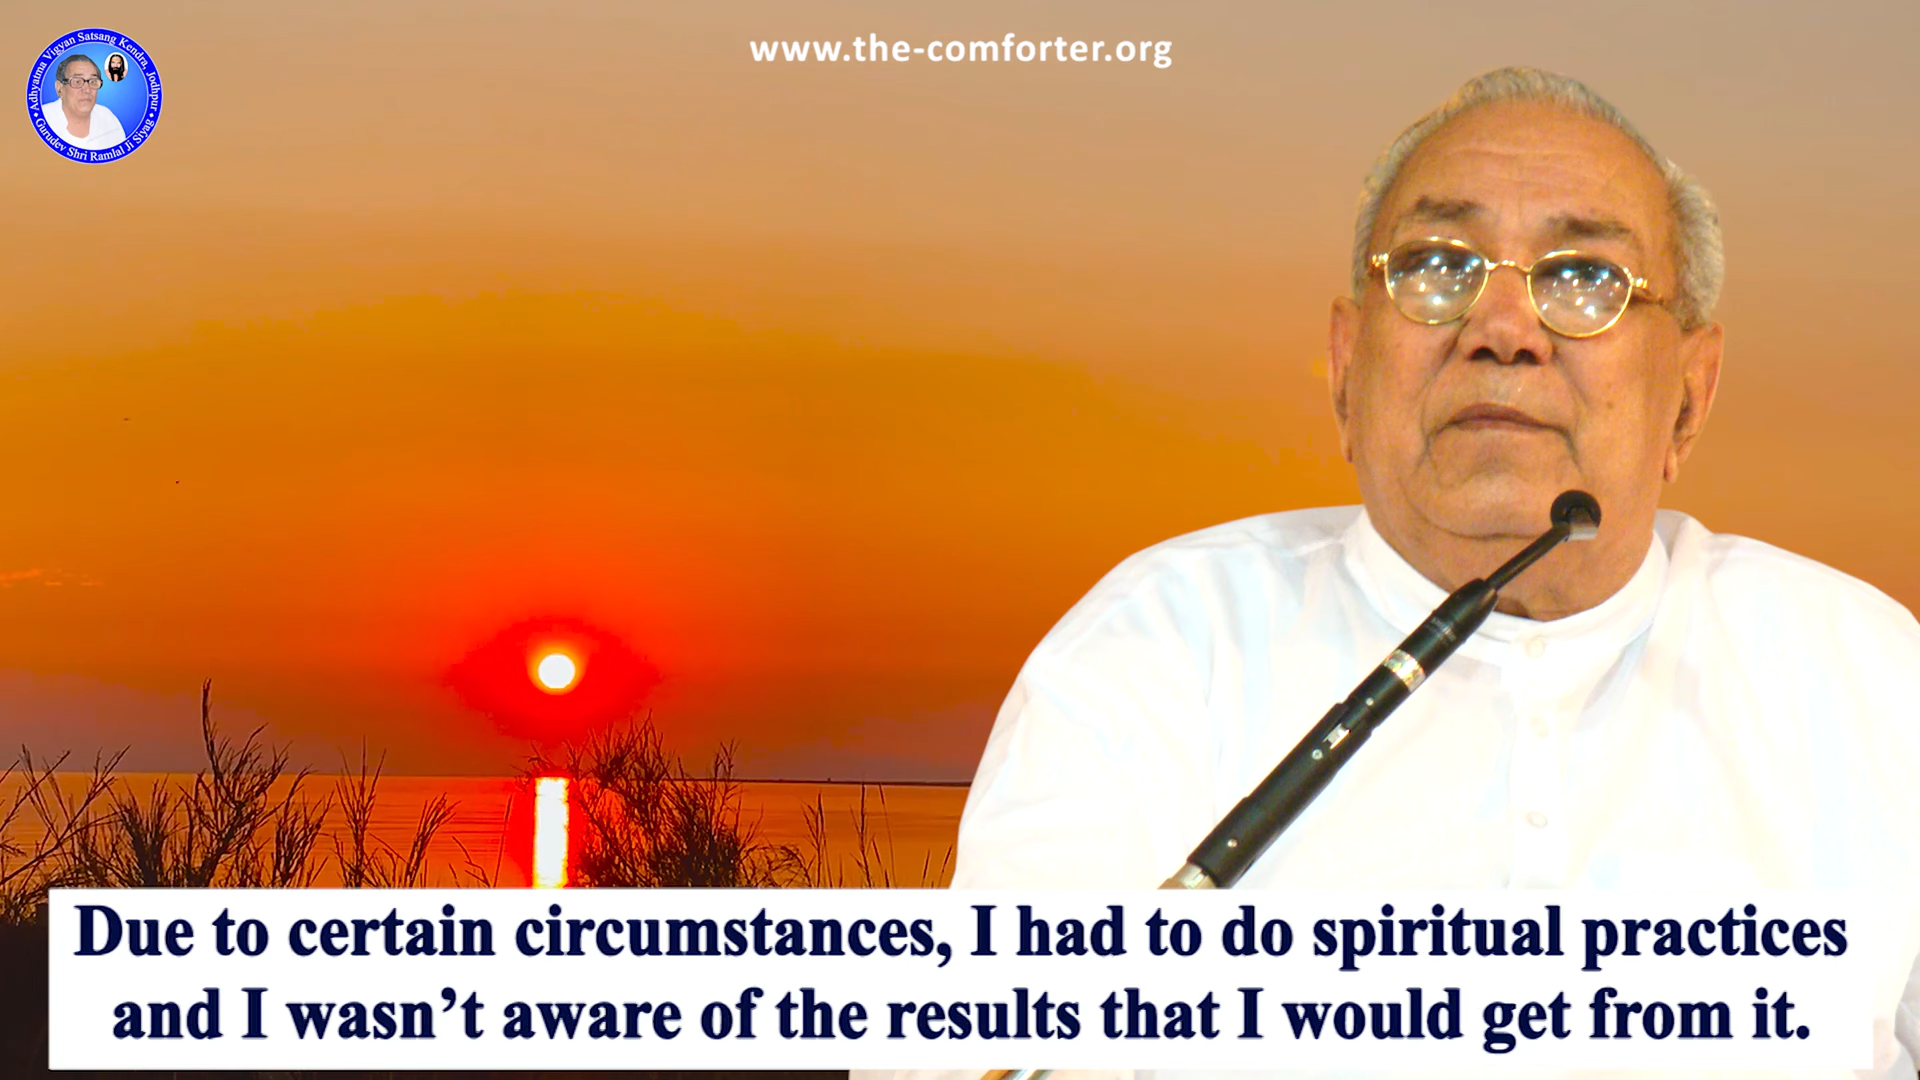 www.the-comforter.org
Adhyatma Vigyan Satsang Kendra, Jodhpur
Gurudev Shri Ramlal Ji Siyag
Due to certain circumstances, I had to do spiritual practices
and I wasn’t aware of the results that I would get from it.